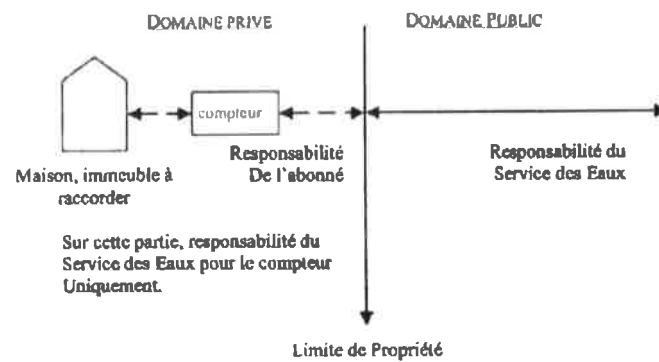 DOMAINE PRIVE
DOMAINE PUBLIC
compteur
Maison, immeuble à
raccorder
Responsabilité
De l'abonné
Responsabilité du
Service des Eaux
Sur cette partie, responsabilité du
Service des Eaux pour le compteur
Uniquement.
Limite de Propriété